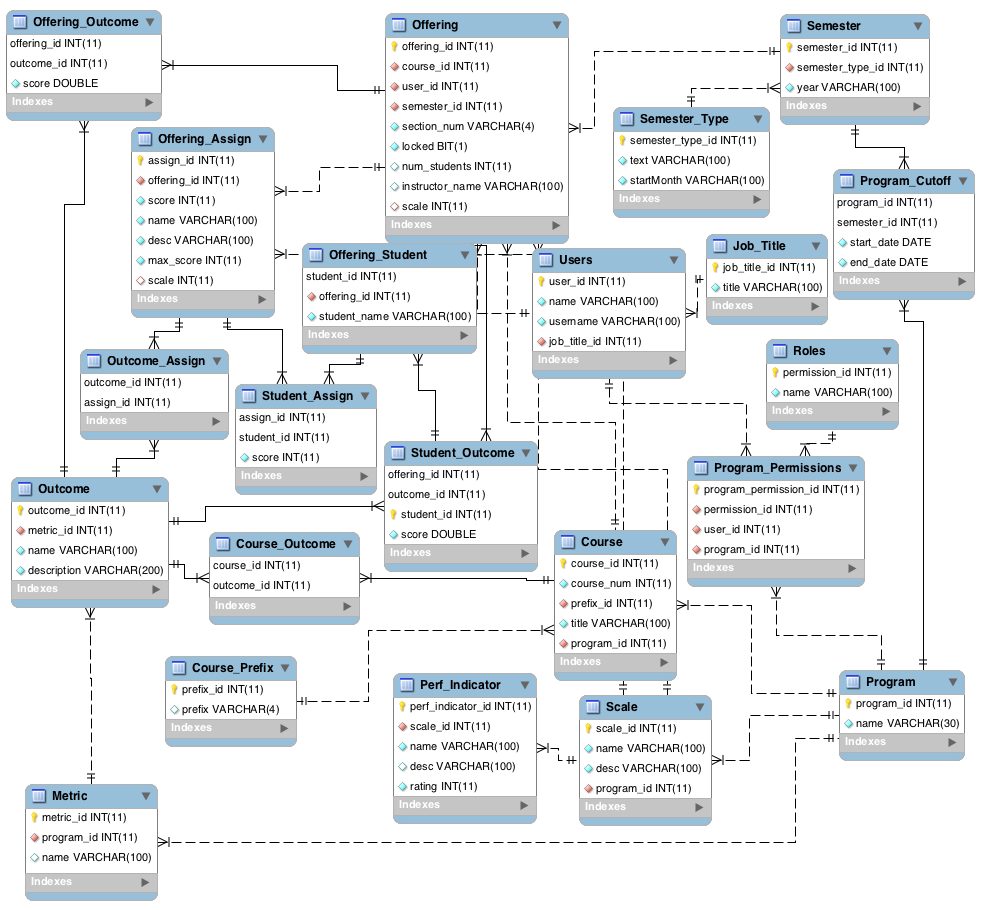 Offering_Outcome
offering_id INT(11)
outcome_id INT(11)
score DOUBLE
Indexes
Offering
offering_id INT(11)
course_id INT(11)
user_id INT(11)
semester_id INT(11)
section_num VARCHAR(4)
locked BIT(1)
num_students INT(11)
instructor_name VARCHAR(100)
scale INT(11)
Indexes
Semester
semester_id INT(11)
semester_type_id INT(11)
year VARCHAR(100)
Indexes
Semester_Type
semester_type_id INT(11)
text VARCHAR(100)
startMonth VARCHAR(100)
Indexes
Offering_Assign
assign_id INT(11)
offering_id INT(11)
score INT(11)
name VARCHAR(100)
desc VARCHAR(100)
max_score INT(11)
scale INT(11)
Indexes
Program_Cutoff
program_id INT(11)
semester_id INT(11)
start_date DATE
end_date DATE
Indexes
Offering_Student
student_id INT(11)
offering_id INT(11)
student_name VARCHAR(100)
Indexes
Users
user_id INT(11)
name VARCHAR(100)
username VARCHAR(100)
job_title_id INT(11)
Indexes
Job_Title
job_title_id INT(11)
title VARCHAR(100)
Indexes
Outcome_Assign
outcome_id INT(11)
assign_id INT(11)
Indexes
Student_Assign
assign_id INT(11)
student_id INT(11)
score INT(11)
Indexes
Roles
permission_id INT(11)
name VARCHAR(100)
Indexes
Student_Outcome
offering_id INT(11)
outcome_id INT(11)
student_id INT(11)
score DOUBLE
Indexes
Program_Permissions
program_permission_id INT(11)
permission_id INT(11)
user_id INT(11)
program_id INT(11)
Indexes
Outcome
outcome_id INT(11)
metric_id INT(11)
name VARCHAR(100)
description VARCHAR(200)
Indexes
Course_Outcome
course_id INT(11)
outcome_id INT(11)
Indexes
Course
course_id INT(11)
course_num INT(11)
prefix_id INT(11)
title VARCHAR(100)
program_id INT(11)
Indexes
Course_Prefix
prefix_id INT(11)
prefix VARCHAR(4)
Indexes
Perf_Indicator
perf_indicator_id INT(11)
scale_id INT(11)
name VARCHAR(100)
desc VARCHAR(100)
rating INT(11)
Indexes
Scale
scale_id INT(11)
name VARCHAR(100)
desc VARCHAR(100)
program_id INT(11)
Indexes
Program
program_id INT(11)
name VARCHAR(30)
Indexes
Metric
metric_id INT(11)
program_id INT(11)
name VARCHAR(100)
Indexes